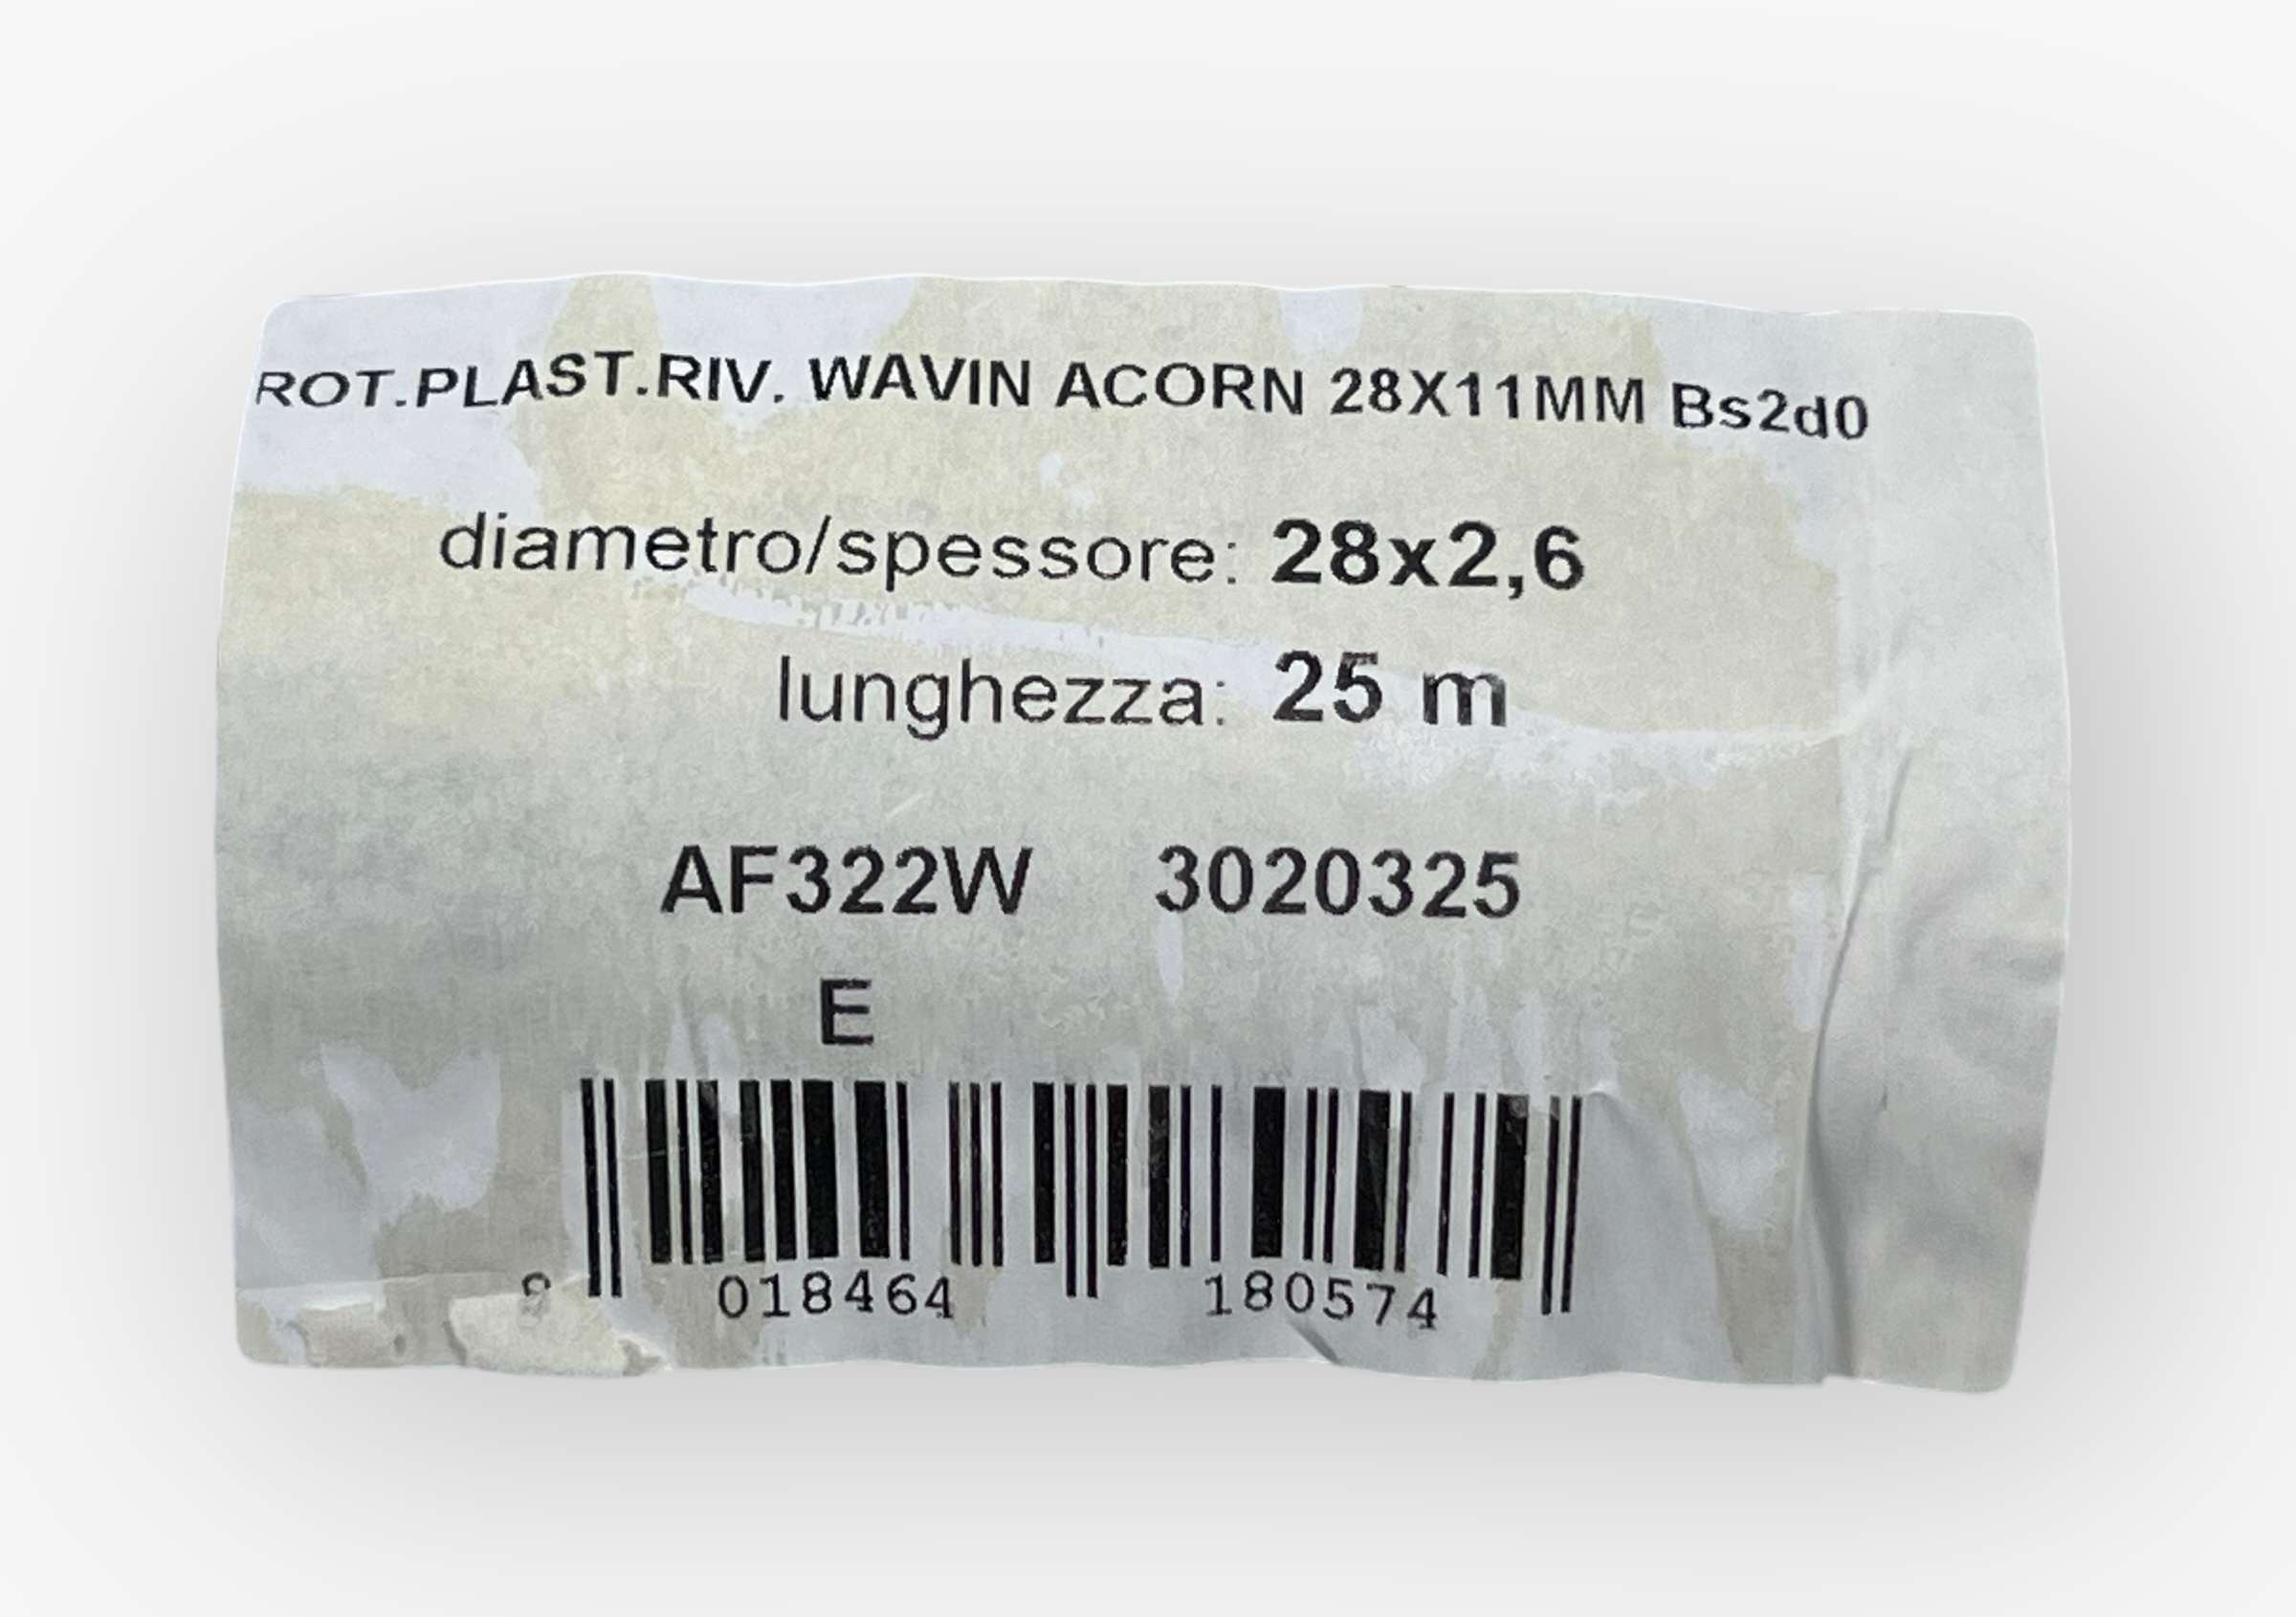 ROT.PLAST.RIV. WAVIN ACORN 28X11MM Bs2d0
diametro/spessore: 28x2,6
lunghezza: 25 m
AF322W 3020325
E
8 018464 180574